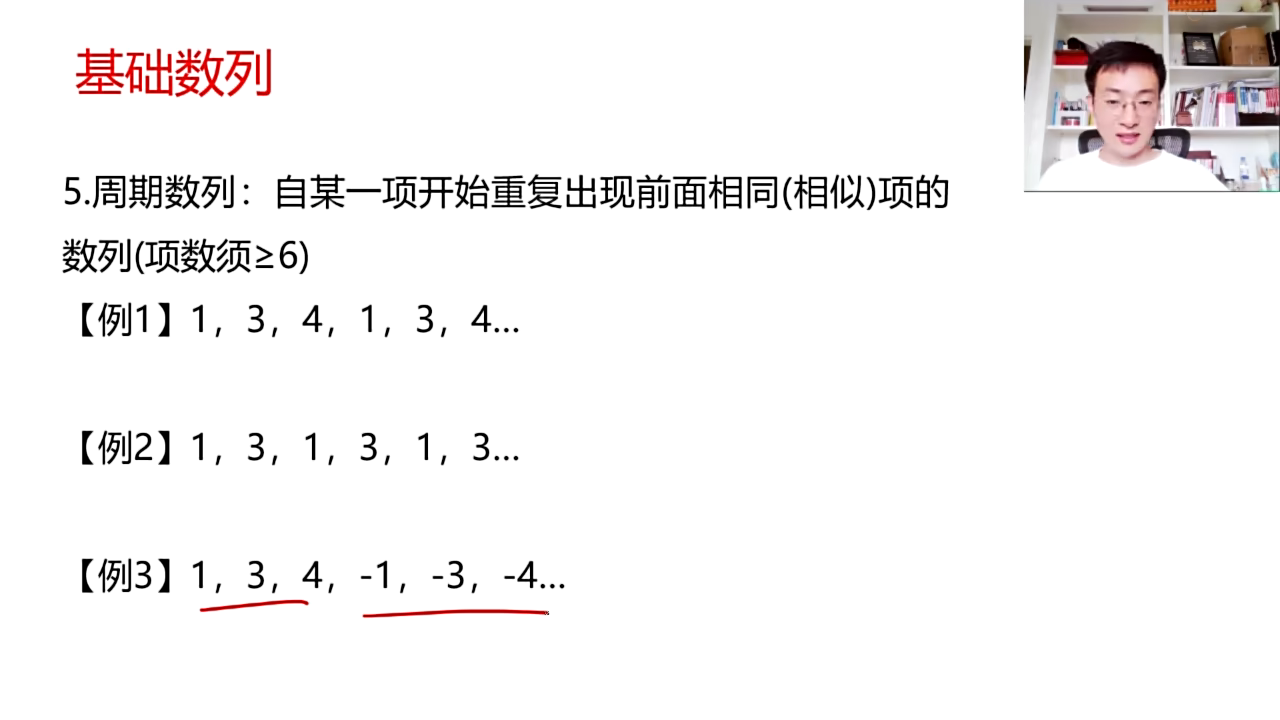 基础数列
5.周期数列：自某一项开始重复出现前面相同(相似)项的
数列(项数须≥6)
【例1】1，3，4，1，3，4...
【例2】1，3，1，3，1，3...
【例3】1，3，4，-1，-3，-4...